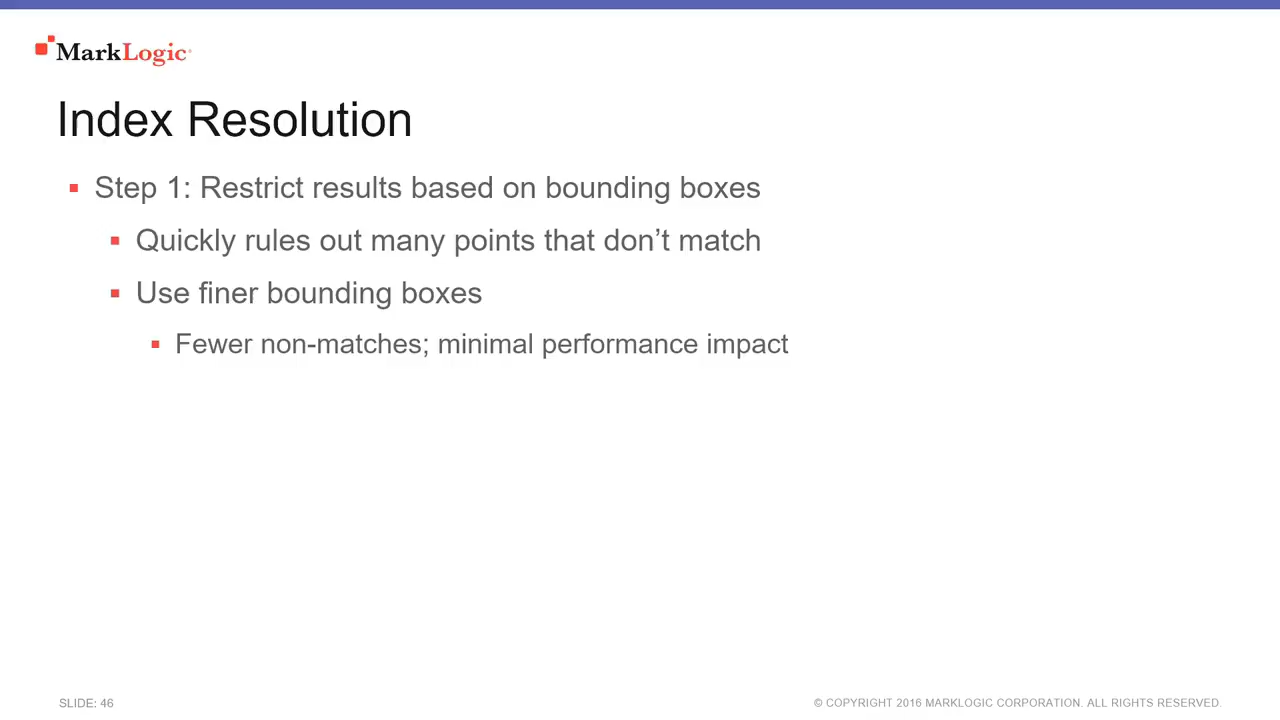 MarkLogic
Index Resolution
Step 1: Restrict results based on bounding boxes
Quickly rules out many points that don’t match
Use finer bounding boxes
Fewer non-matches; minimal performance impact
SLIDE: 46
© COPYRIGHT 2016 MARKLOGIC CORPORATION. ALL RIGHTS RESERVED.